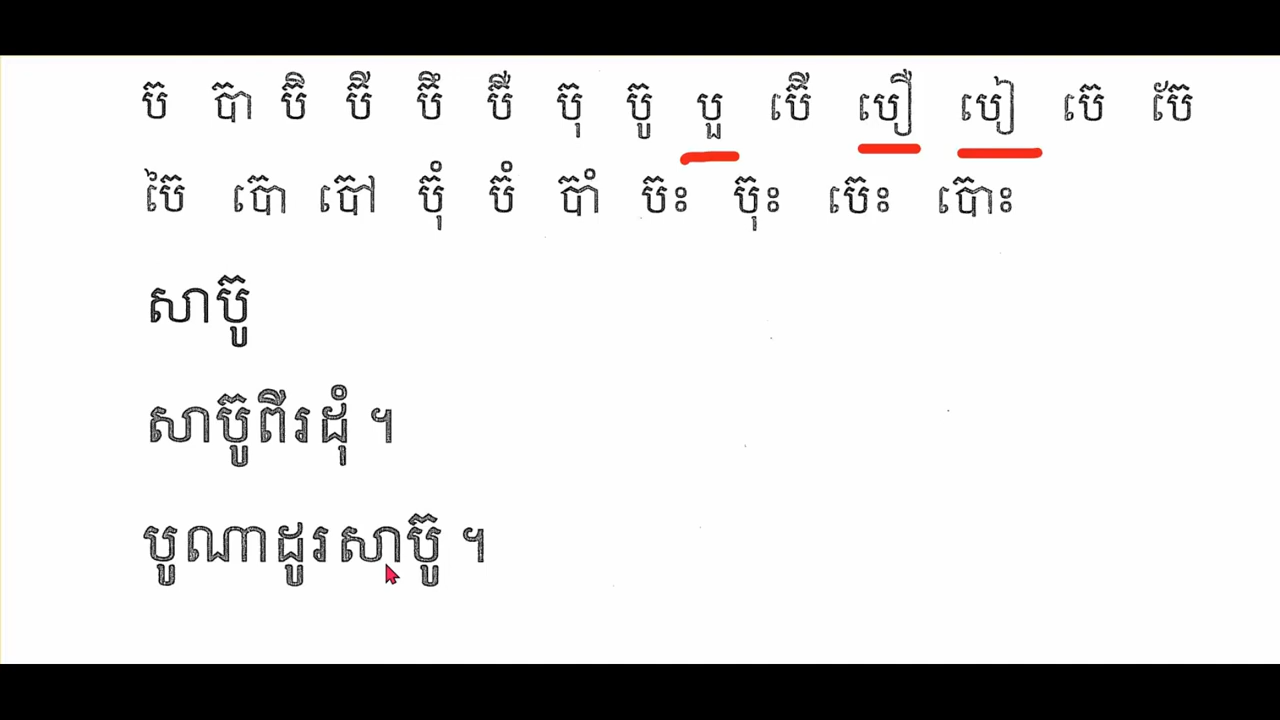 ប៊ ប៊ា ប៊ិ ប៊ី ប៊ឹ ប៊ឺ ប៊ុ ប៊ូ បួ ប៊ើ បឿ បៀ ប៊េ ប៊ែ
ប៊ៃ ប៊ោ ប៊ៅ ប៊ុំ ប៊ំ ប៊ាំ ប៊ះ ប៊ុះ ប៊េះ ប៊ោះ
សាប៊ូ
សាប៊ូពីរដុំ ។
បូណាដូរសាប៊ូ ។